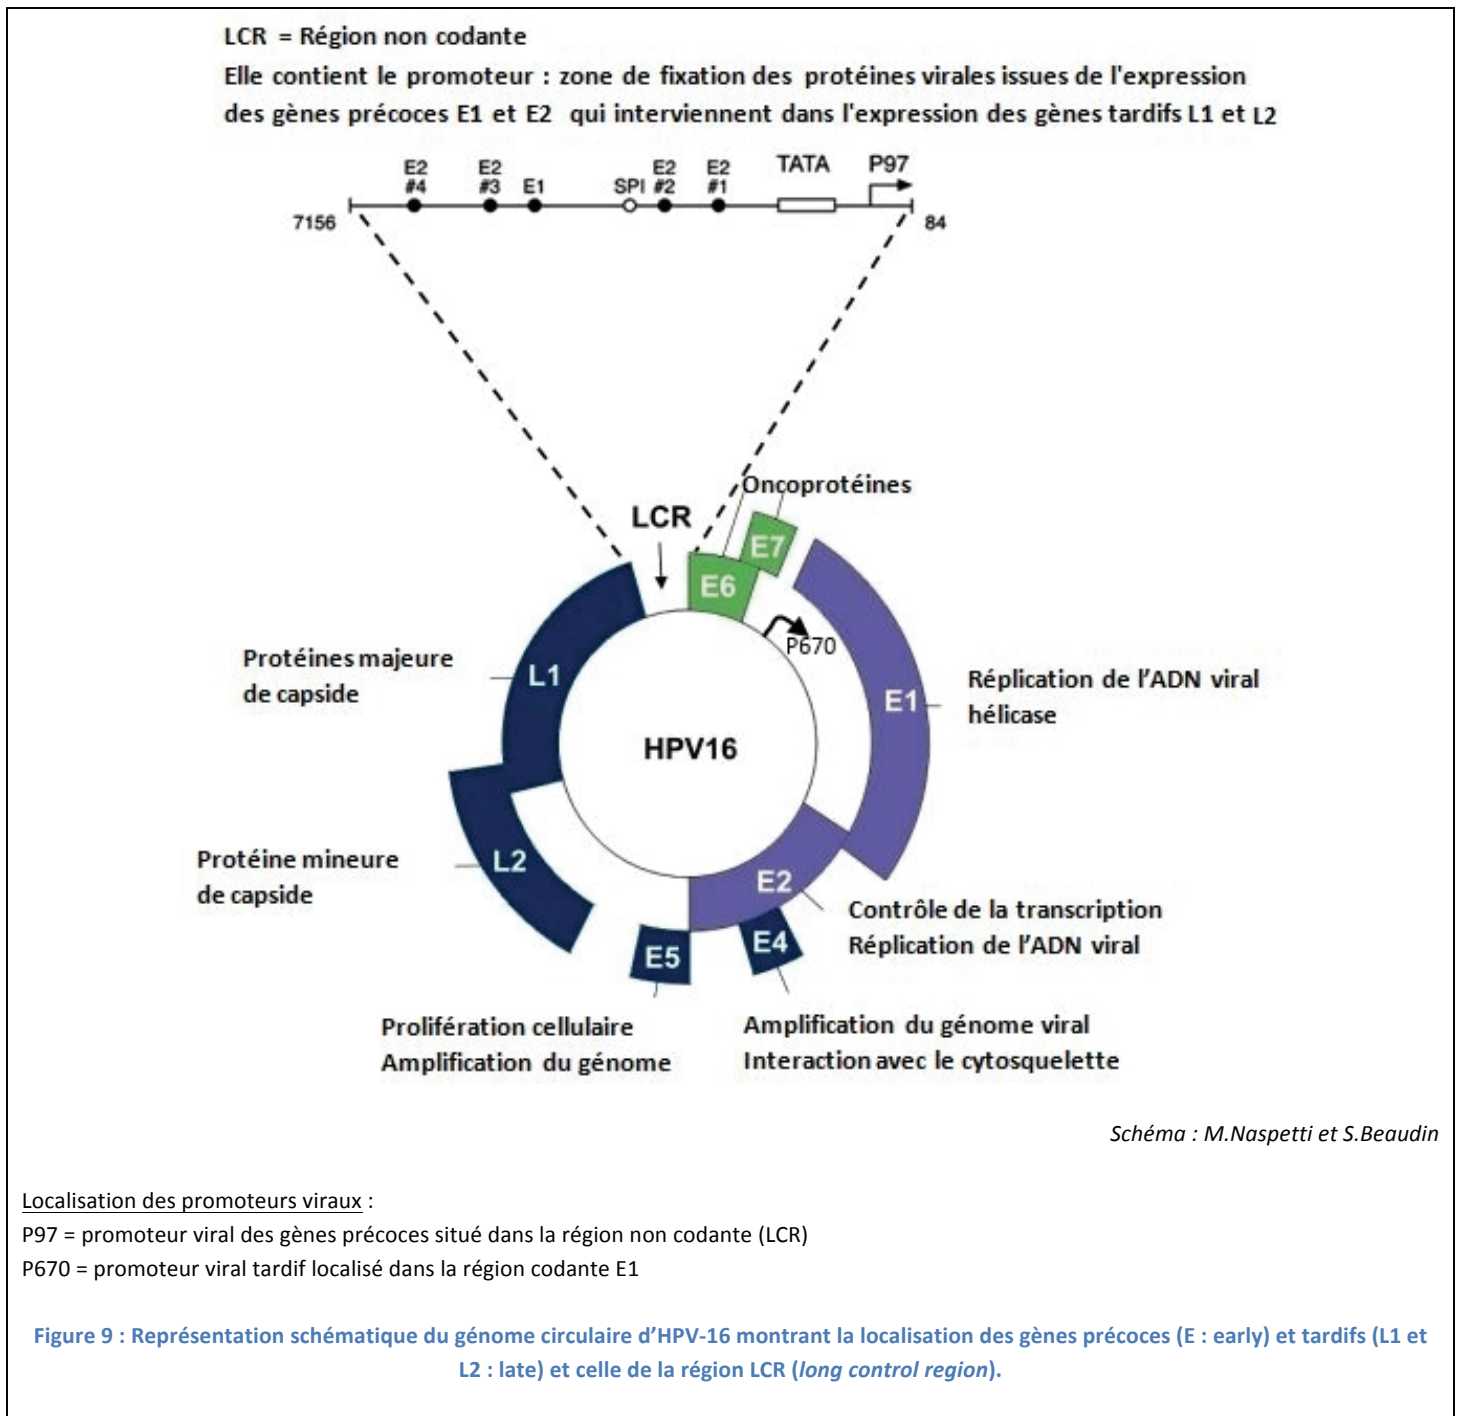 LCR = Région non codante
Elle contient le promoteur : zone de fixation des protéines virales issues de l'expression
des gènes précoces E1 et E2 qui interviennent dans l'expression des gènes tardifs L1 et L2
E2
#4
E2
#3
E1
SPI
E2
#2
E2
#1
TATA
P97
7156
84
Oncoprotéines
LCR
E7
E6
P670
Protéines majeure
de capside
L1
E1
Réplication de l'ADN viral
hélicase
HPV16
Protéine mineure
de capside
L2
E2
Contrôle de la transcription
Réplication de l'ADN viral
E4
E5
Prolifération cellulaire
Amplification du génome
Amplification du génome viral
Interaction avec le cytosquelette
Schéma : M.Naspetti et S.Beaudin
Localisation des promoteurs viraux :
P97 = promoteur viral des gènes précoces situé dans la région non codante (LCR)
P670 = promoteur viral tardif localisé dans la région codante E1
Figure 9 : Représentation schématique du génome circulaire d'HPV-16 montrant la localisation des gènes précoces (E : early) et tardifs (L1 et
L2 : late) et celle de la région LCR (long control region).